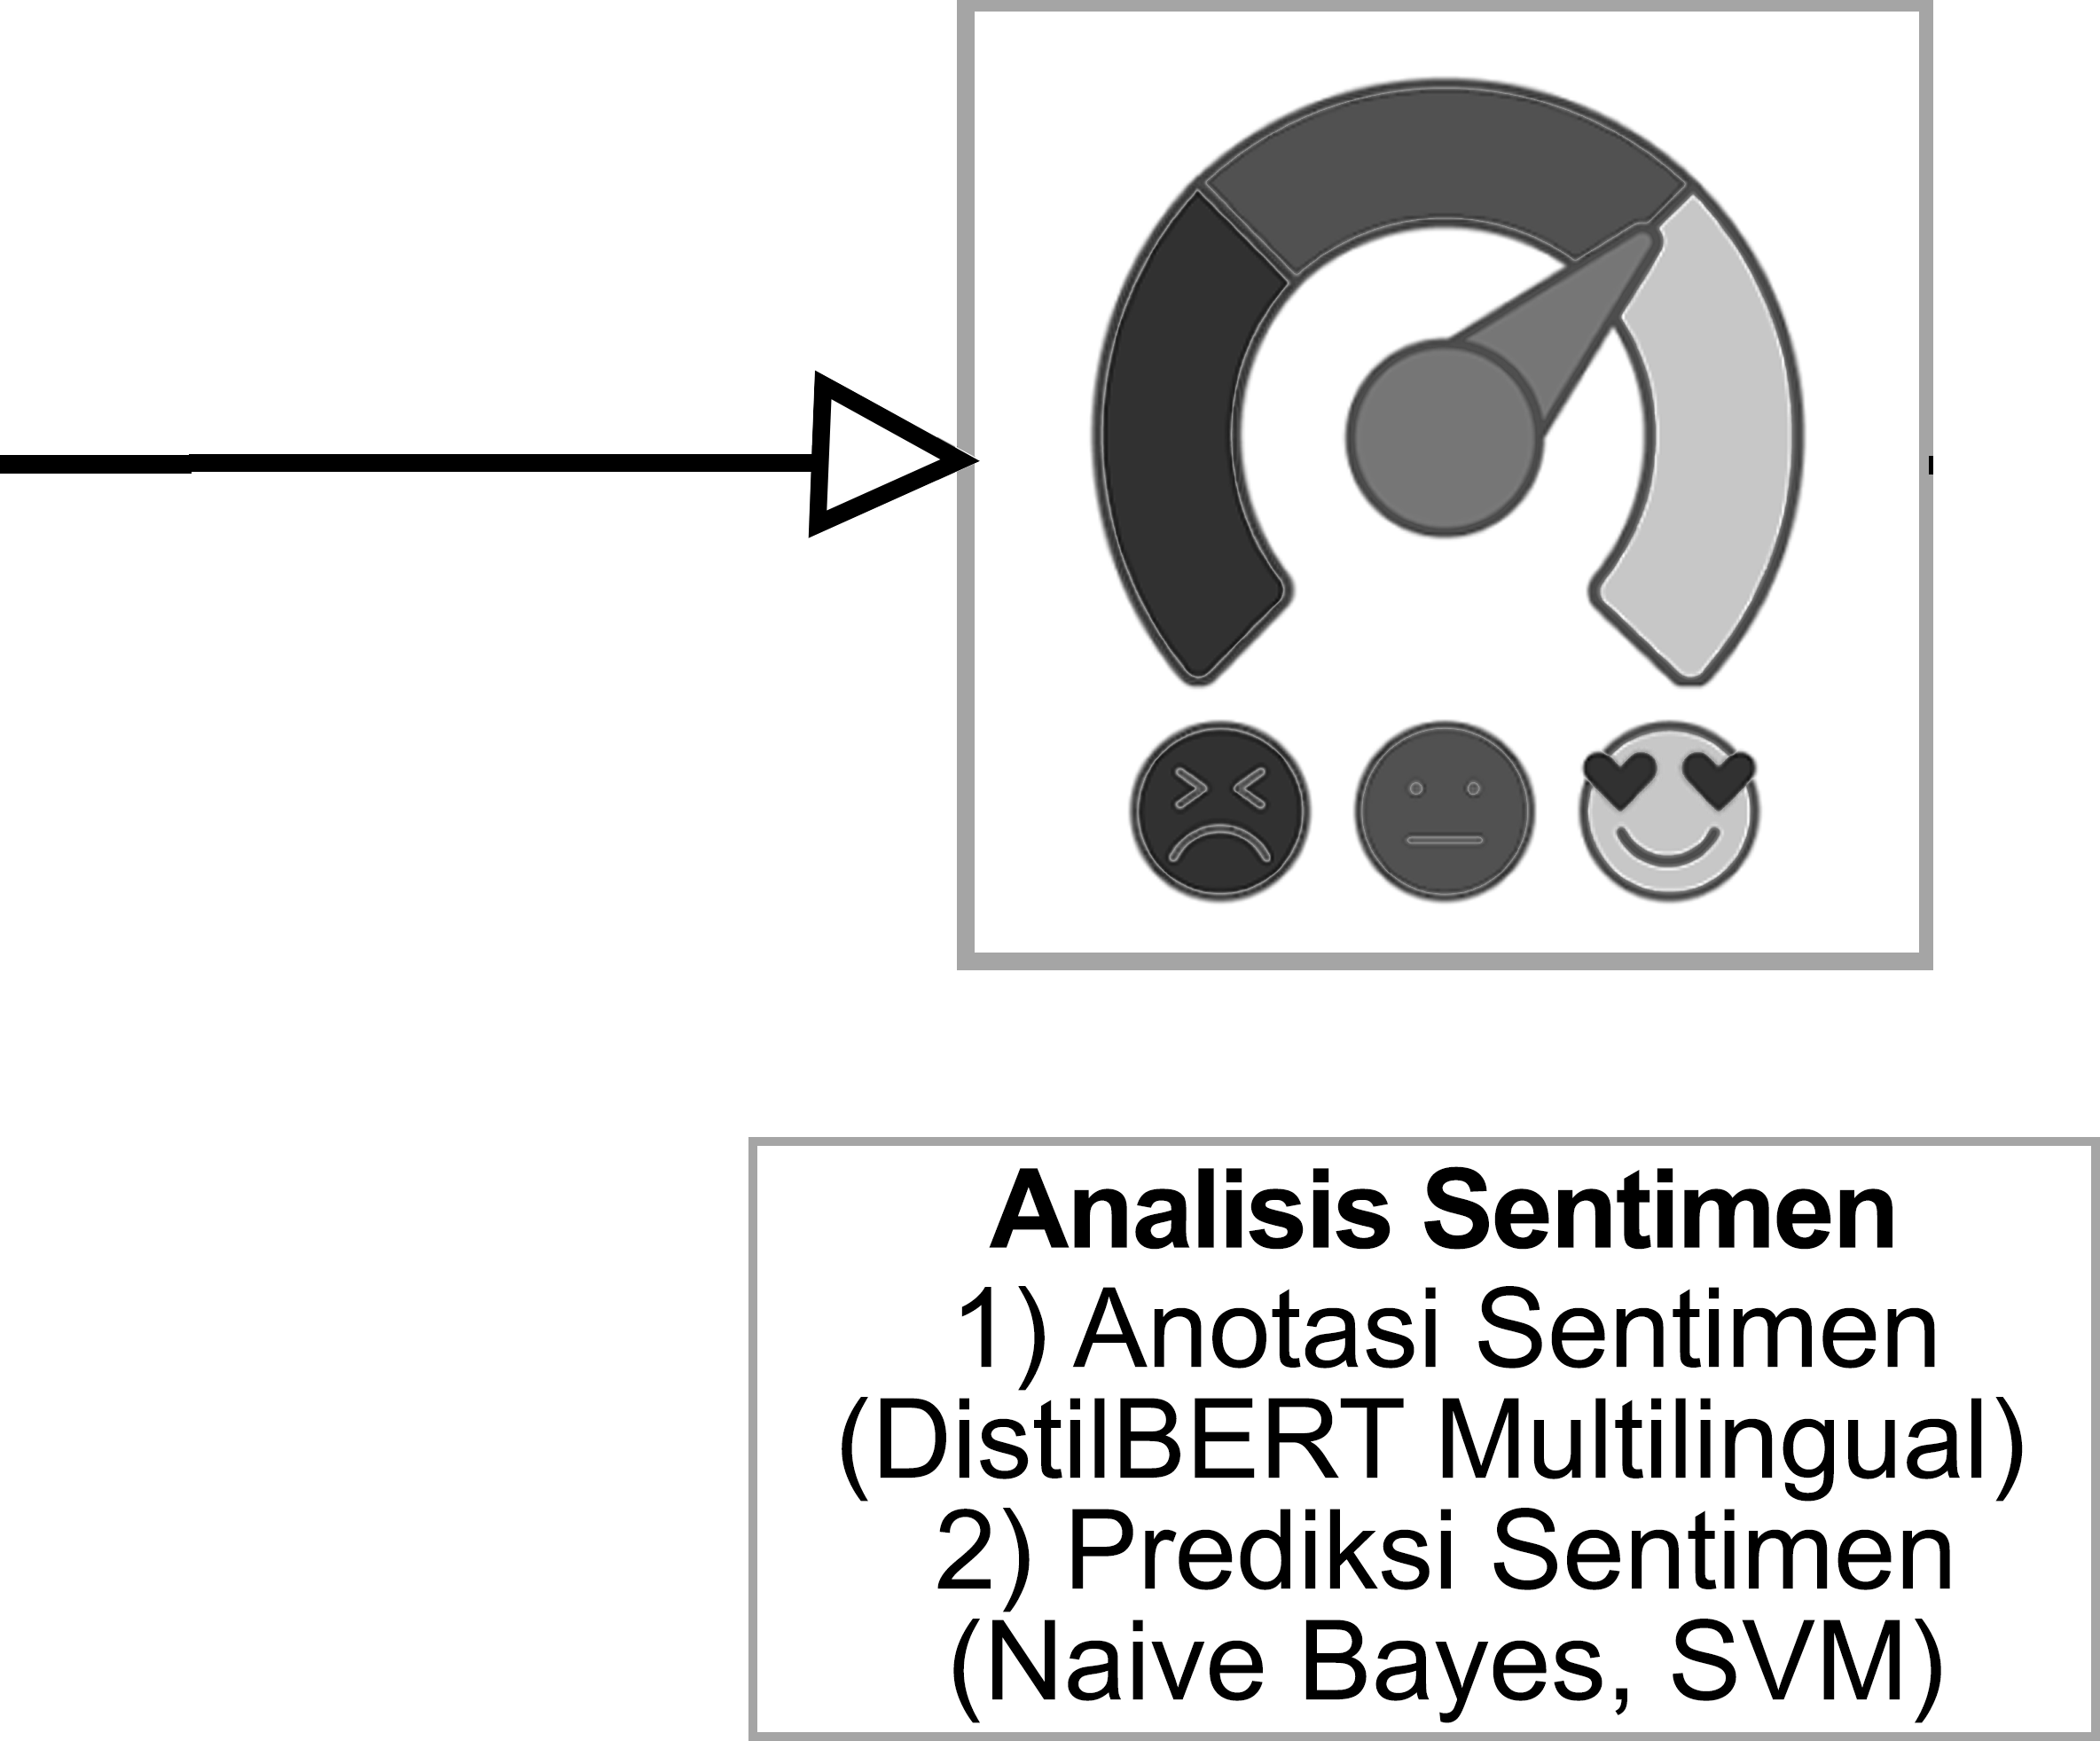 Analisis Sentimen
1) Anotasi Sentimen
(DistilBERT Multilingual)
2) Prediksi Sentimen
(Naive Bayes, SVM)